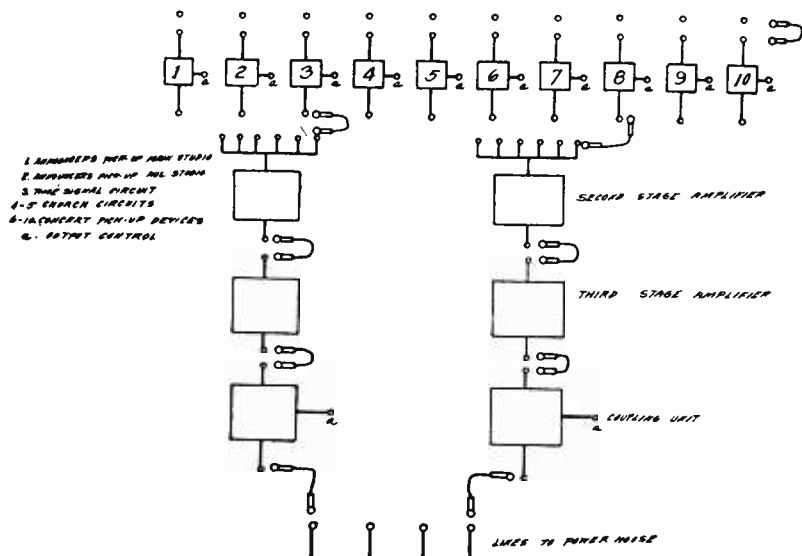 1 2 3 4 5 6 7 8 9 10
a a a a a a a a a a
1. ANNOUNCERS PICK-UP MAIN STUDIO
2. ANNOUNCERS PICK-UP AUX STUDIO
3. TIME SIGNAL CIRCUIT
4-5 CHURCH CIRCUITS
6-10. CONCERT PICK-UP DEVICES
a. OUTPUT CONTROL
SECOND STAGE AMPLIFIER
THIRD STAGE AMPLIFIER
a
a
COUPLING UNIT
LINES TO POWER HOUSE